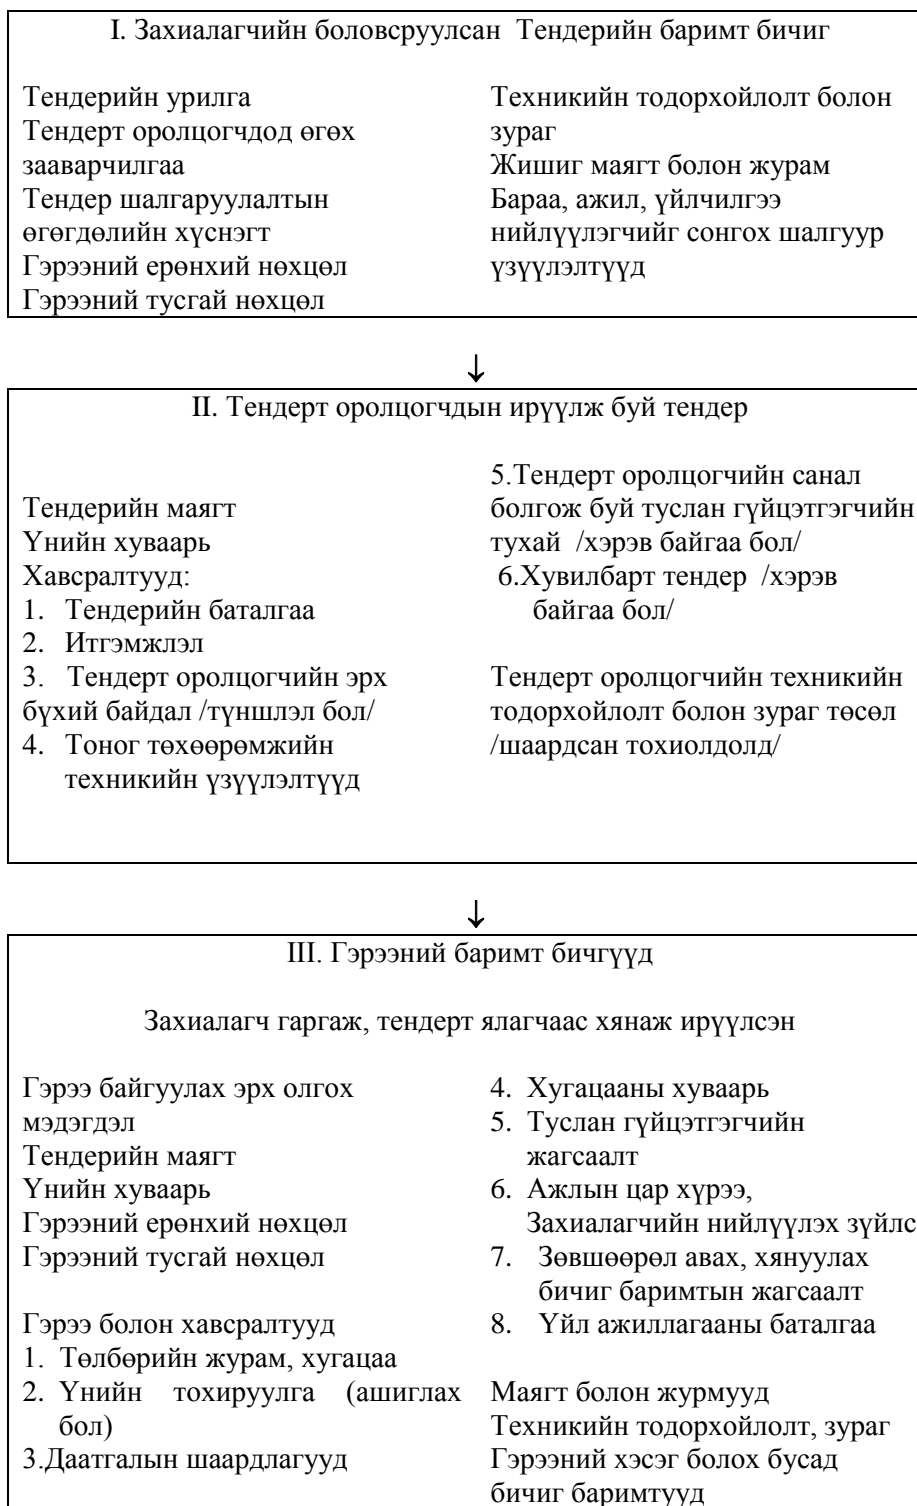 I. Захиалагчийн боловсруулсан Тендерийн баримт бичиг
Тендерийн урилга
Тендерт оролцогчдод өгөх
зааварчилгаа
Тендер шалгаруулалтын
өгөгдөлийн хүснэгт
Гэрээний ерөнхий нөхцөл
Гэрээний тусгай нөхцөл
Техникийн тодорхойлолт болон
зураг
Жишиг маягт болон журам
Бараа, ажил, үйлчилгээ
нийлүүлэгчийг сонгох шалгуур
үзүүлэлтүүд
↓
II. Тендерт оролцогчдын ирүүлж буй тендер
Тендерийн маягт
Үнийн хуваарь
Хавсралтууд:
1. Тендерийн баталгаа
2. Итгэмжлэл
3. Тендерт оролцогчийн эрх
бүхий байдал /түншлэл бол/
4. Тоног төхөөрөмжийн
техникийн үзүүлэлтүүд
5.Тендерт оролцогчийн санал
болгож буй туслан гүйцэтгэгчийн
тухай /хэрэв байгаа бол/
6.Хувилбарт тендер /хэрэв
байгаа бол/
Тендерт оролцогчийн техникийн
тодорхойлолт болон зураг төсөл
/шаардсан тохиолдолд/
↓
III. Гэрээний баримт бичгүүд
Захиалагч гаргаж, тендерт ялагчаас хянаж ирүүлсэн
Гэрээ байгуулах эрх олгох
мэдэгдэл
Тендерийн маягт
Үнийн хуваарь
Гэрээний ерөнхий нөхцөл
Гэрээний тусгай нөхцөл
Гэрээ болон хавсралтууд
1. Төлбөрийн журам, хугацаа
2. Үнийн тохируулга (ашиглах
бол)
3.Даатгалын шаардлагууд
4. Хугацааны хуваарь
5. Туслан гүйцэтгэгчийн
жагсаалт
6. Ажлын цар хүрээ,
Захиалагчийн нийлүүлэх зүйлс
7. Зөвшөөрөл авах, хянуулах
бичиг баримтын жагсаалт
8. Үйл ажиллагааны баталгаа
Маягт болон журмууд
Техникийн тодорхойлолт, зураг
Гэрээний хэсэг болох бусад
бичиг баримтууд